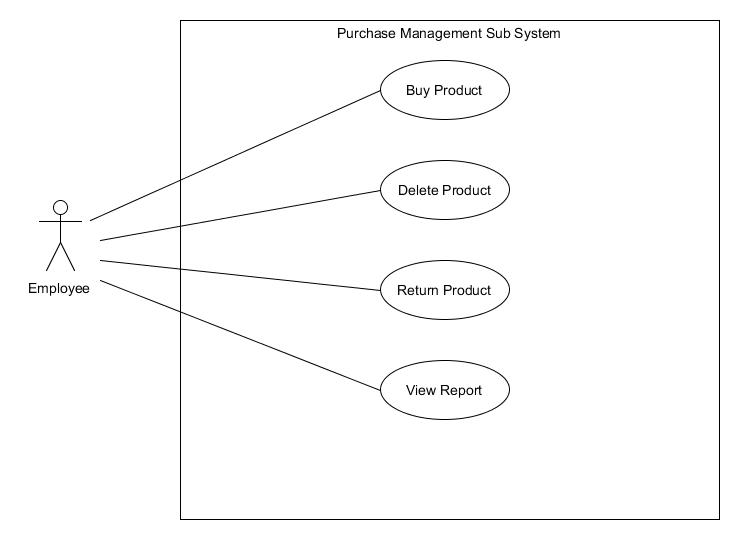 Purchase Management Sub System
Buy Product
Delete Product
Return Product
Employee
View Report